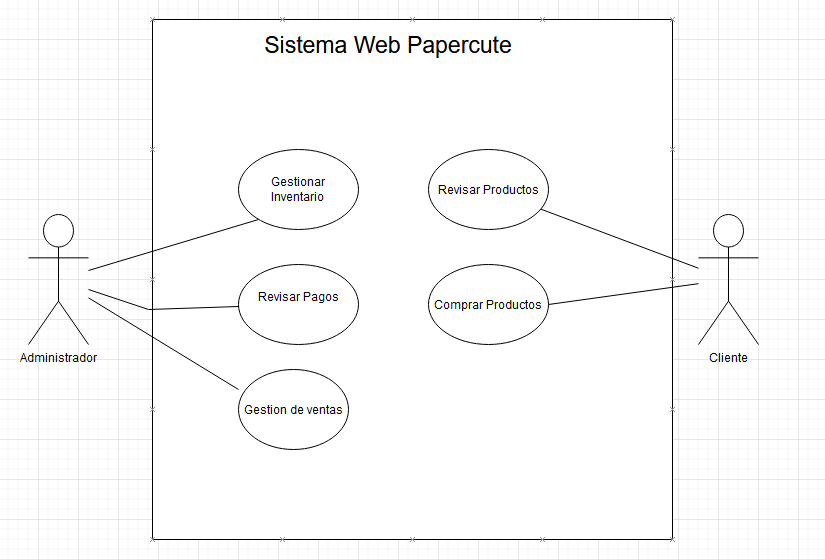 Sistema Web Papercute
Gestionar
Inventario
Revisar Productos
Revisar Pagos
Comprar Productos
Administrador
Cliente
Gestion de ventas